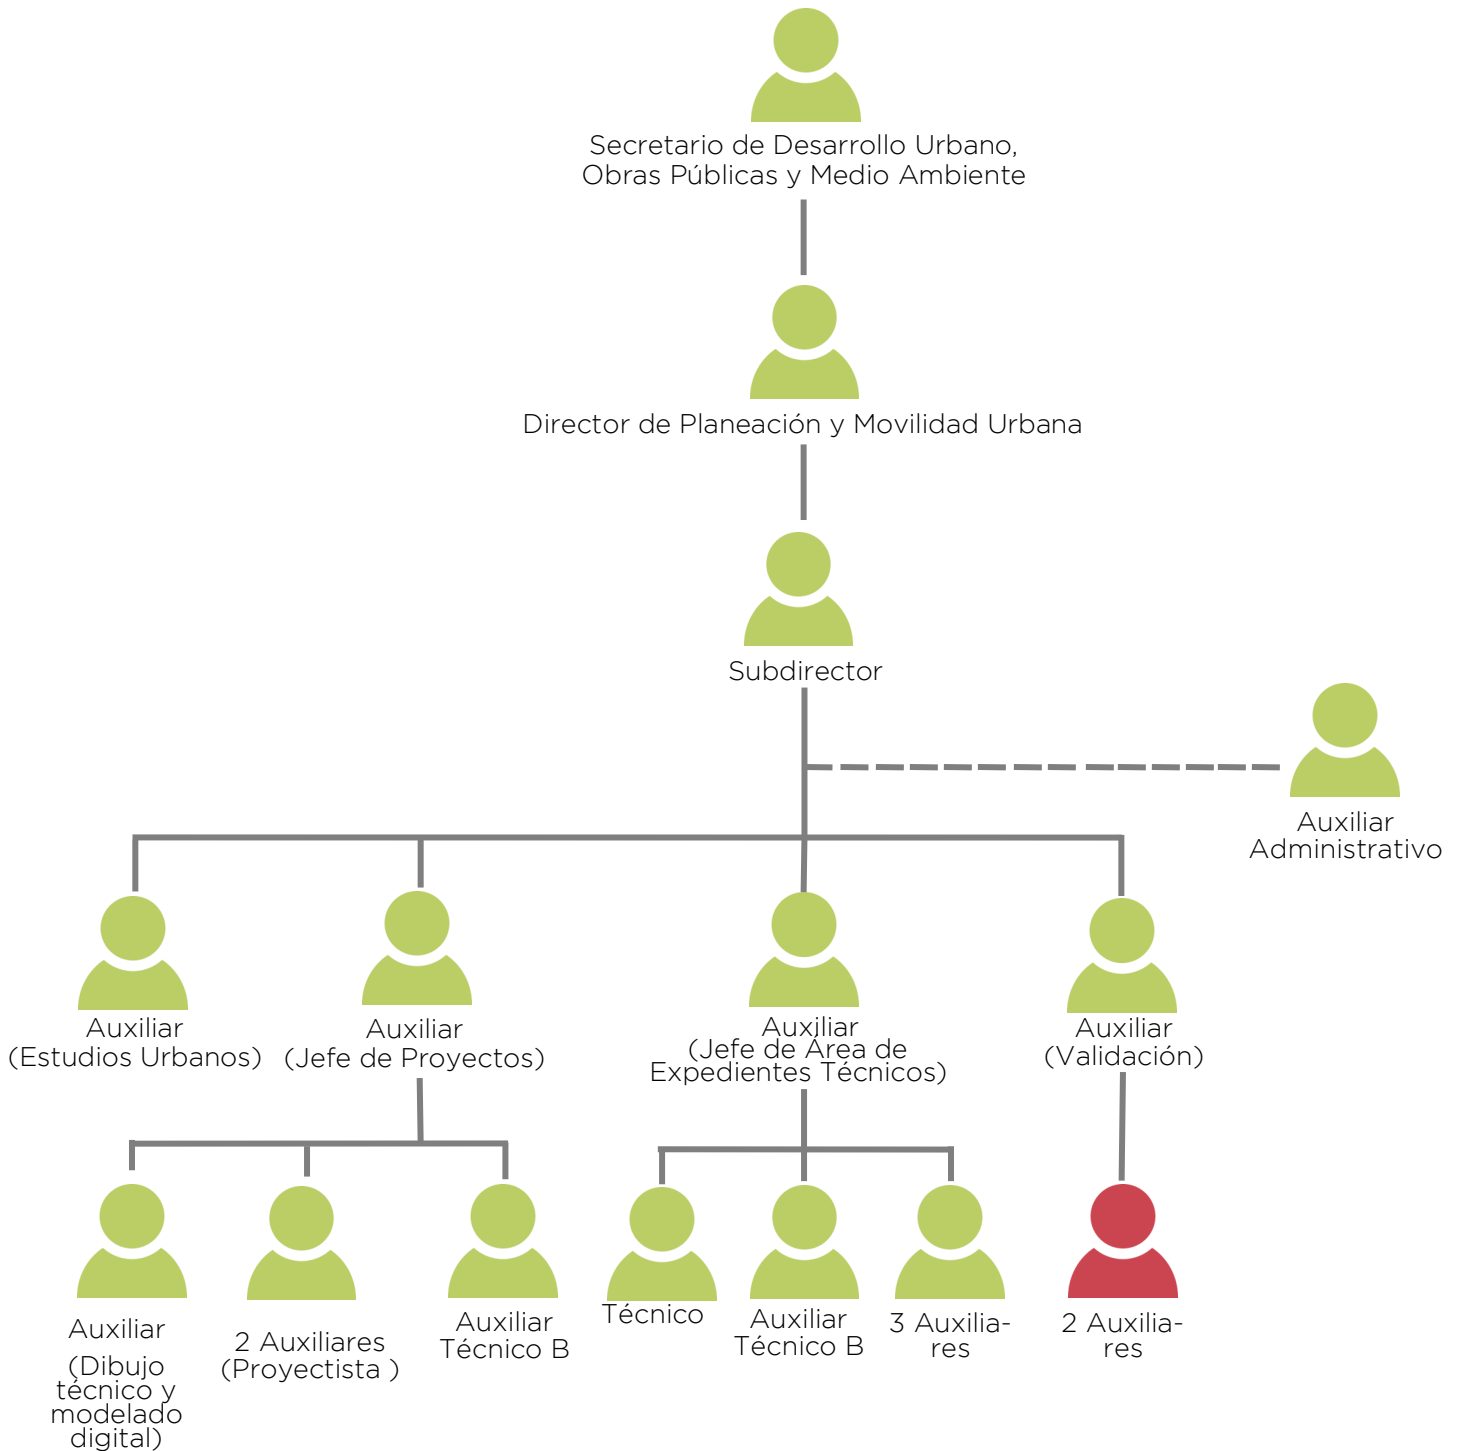 Secretario de Desarrollo Urbano,
Obras Públicas y Medio Ambiente
Director de Planeación y Movilidad Urbana
Subdirector
Auxiliar
Administrativo
Auxiliar
(Estudios Urbanos)
Auxiliar
(Jefe de Proyectos)
Auxiliar
(Jefe de Área de
Expedientes Técnicos)
Auxiliar
(Validación)
Auxiliar
(Dibujo
técnico y
modelado
digital)
2 Auxiliares
(Proyectista )
Auxiliar
Técnico B
Técnico
Auxiliar
Técnico B
3 Auxilia-
res
2 Auxilia-
res